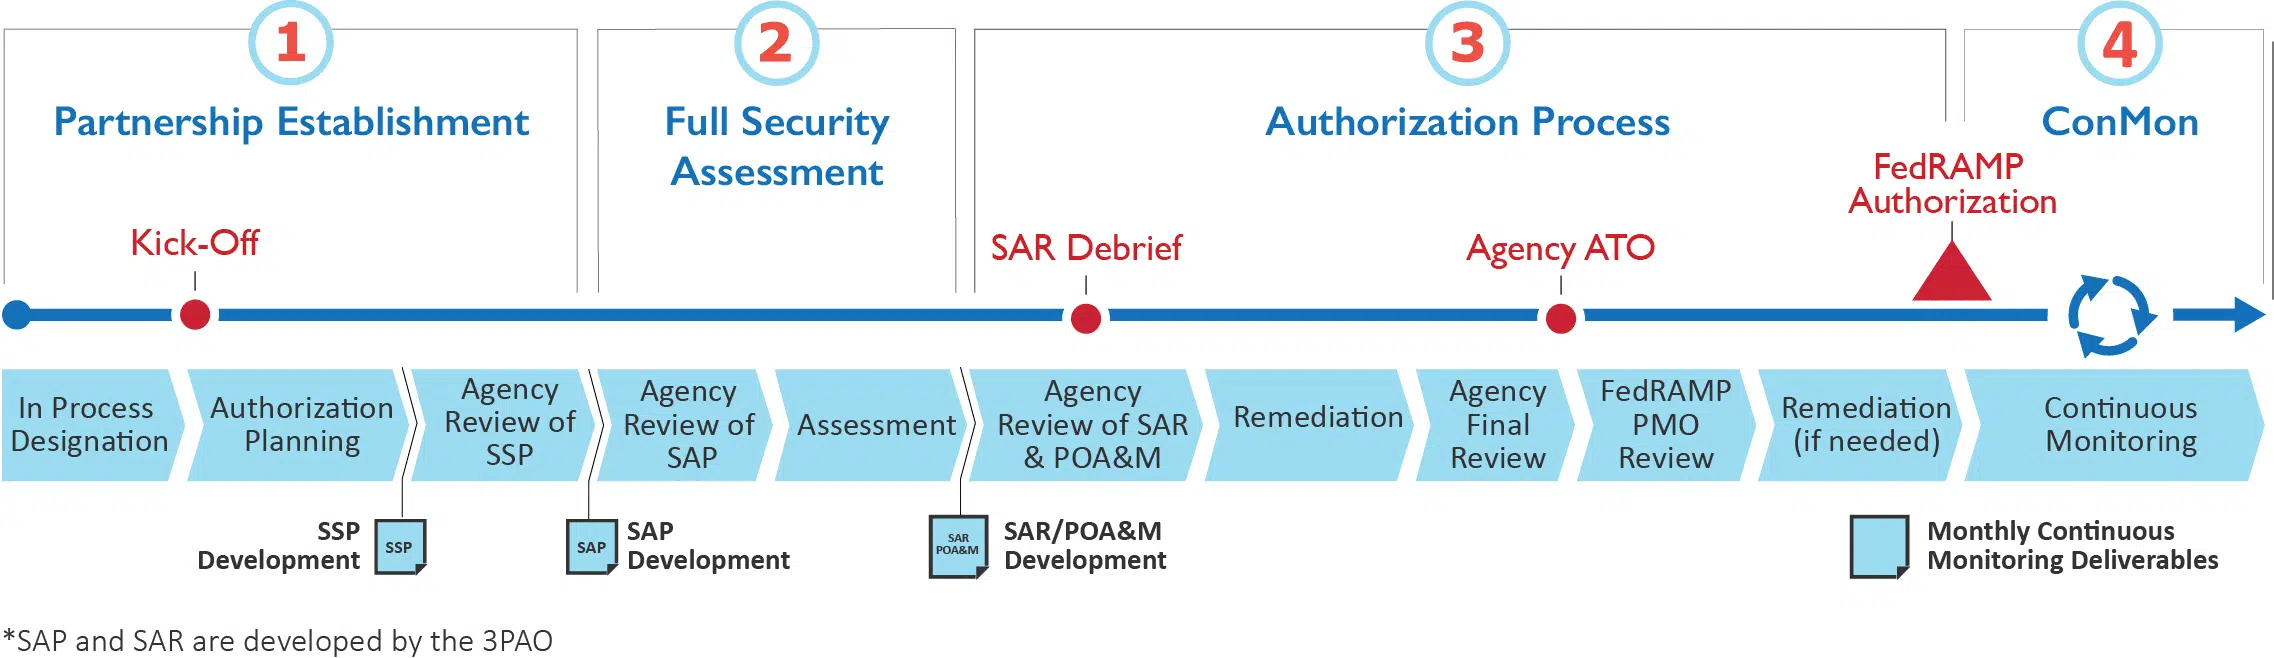 1
2
3
4
Partnership Establishment
Full Security
Assessment
Authorization Process
ConMon
FedRAMP
Authorization
Kick-Off
SAR Debrief
Agency ATO
In Process
Designation
Authorization
Planning
Agency
Review of
SSP
Agency
Review of
SAP
Assessment
Agency
Review of SAR
& POA&M
Remediation
Agency
Final
Review
FedRAMP
PMO
Review
Remediation
(if needed)
Continuous
Monitoring
SSP
Development
SSP
SAP
SAP
Development
SAR
POA&M
SAR/POA&M
Development
Monthly Continuous
Monitoring Deliverables
*SAP and SAR are developed by the 3PAO